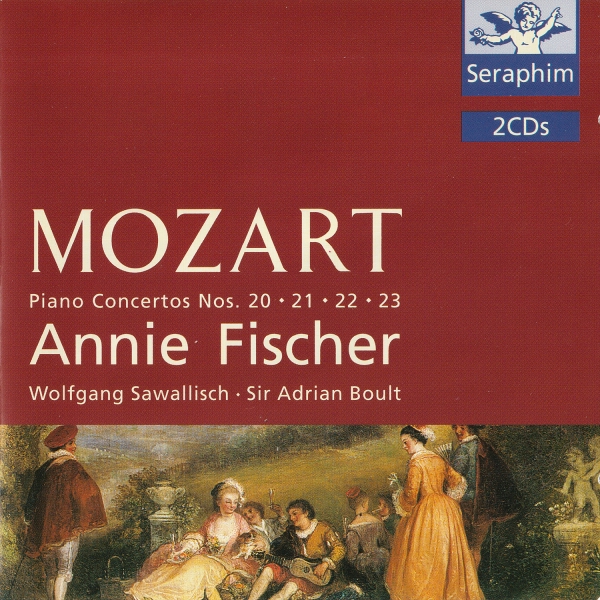 Seraphim
2CDs
MOZART
Piano Concertos Nos. 20 • 21 • 22 • 23
Annie Fischer
Wolfgang Sawallisch • Sir Adrian Boult